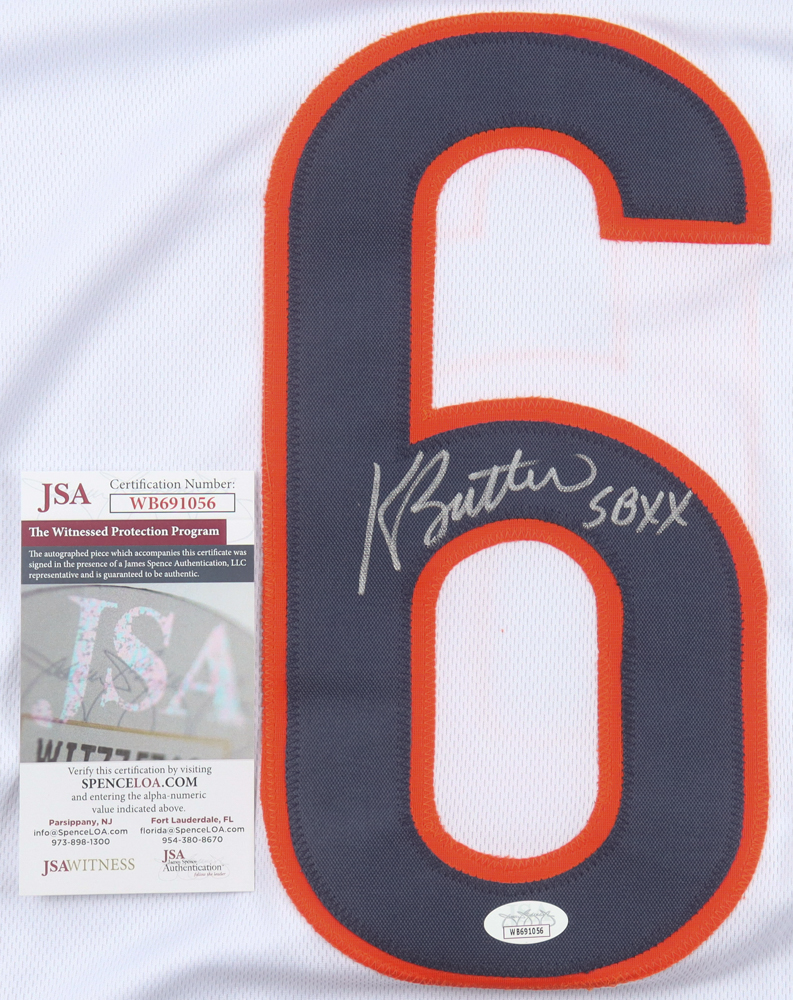 6
K Butler
SBXX
JSA
Certification Number:
WB691056
The Witnessed Protection Program
The autographed piece which accompanies this certificate was
signed in the presence of a James Spence Authentication, LLC
representative and is guaranteed to be authentic.
JSA
Verify this certification by visiting
SPENCELOA.COM
and entering the alpha-numeric
value indicated above.
Parsippany, NJ
info@SpenceLOA.com
973-898-1300
Fort Lauderdale, FL
florida@SpenceLOA.com
954-380-8670
JSAWITNESS
JSA
James Spence
Authentication
WB691056